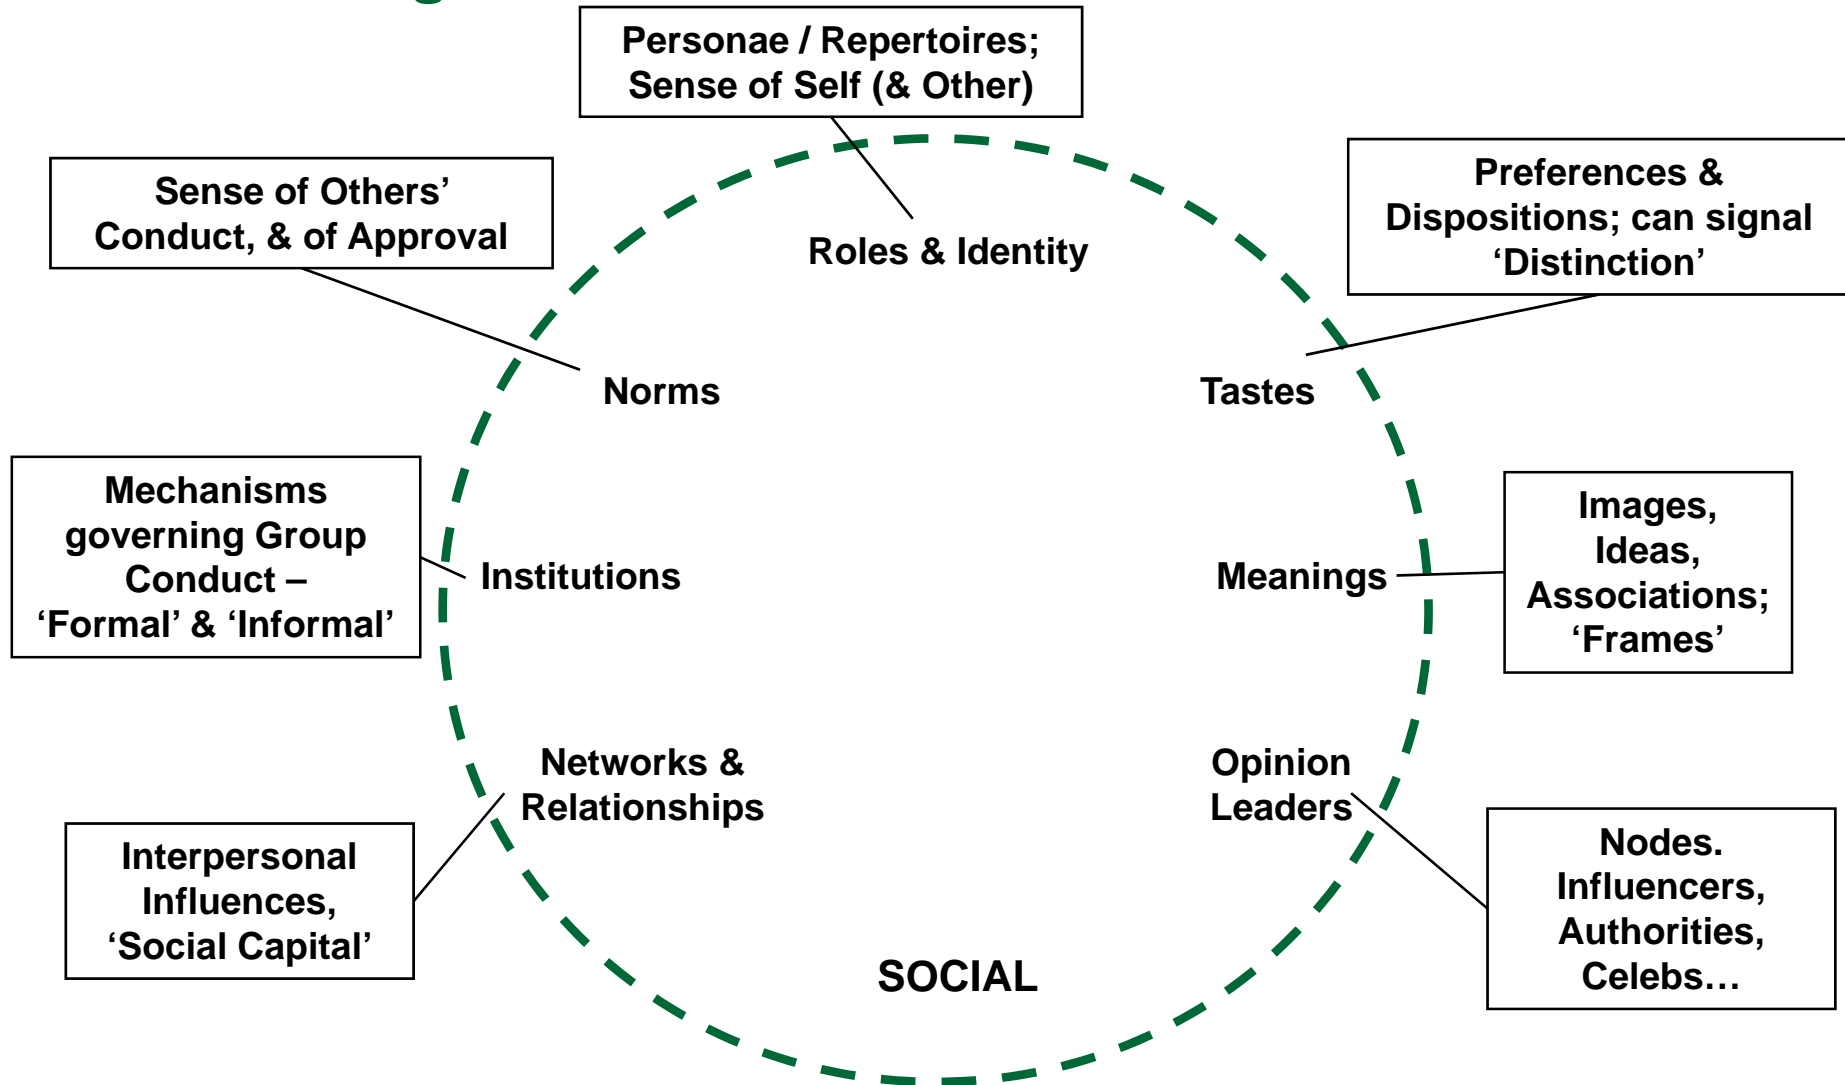 Personae / Repertoires;
Sense of Self (& Other)
Sense of Others’
Conduct, & of Approval
Preferences &
Dispositions; can signal
‘Distinction’
Roles & Identity
Norms
Tastes
Mechanisms
governing Group
Conduct –
‘Formal’ & ‘Informal’
Institutions
Meanings
Images,
Ideas,
Associations;
‘Frames’
Networks &
Relationships
Opinion
Leaders
Interpersonal
Influences,
‘Social Capital’
Nodes.
Influencers,
Authorities,
Celebs…
SOCIAL